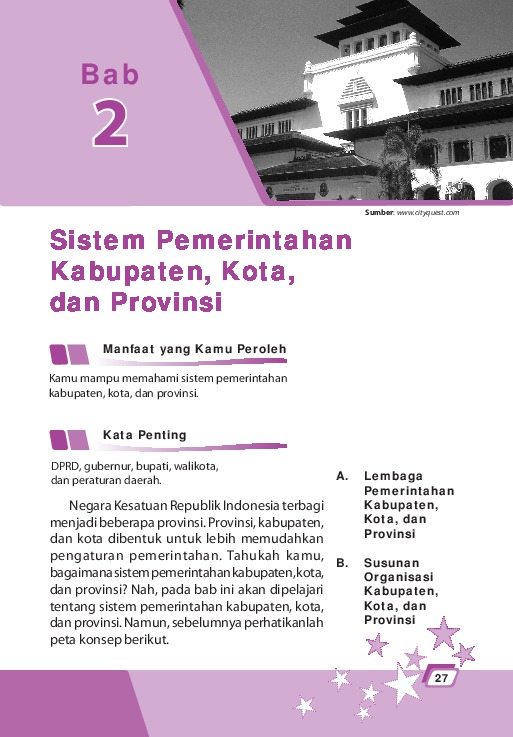 Bab
2
Sumber: www.cityquest.com
Sistem Pemerintahan
Kabupaten, Kota,
dan Provinsi
Manfaat yang Kamu Peroleh
Kamu mampu memahami sistem pemerintahan
kabupaten, kota, dan provinsi.
Kata Penting
DPRD, gubernur, bupati, walikota,
dan peraturan daerah.
Negara Kesatuan Republik Indonesia terbagi
menjadi beberapa provinsi. Provinsi, kabupaten,
dan kota dibentuk untuk lebih memudahkan
pengaturan pemerintahan. Tahukah kamu,
bagaimana sistem pemerintahan kabupaten, kota,
dan provinsi? Nah, pada bab ini akan dipelajari
tentang sistem pemerintahan kabupaten, kota,
dan provinsi. Namun, sebelumnya perhatikanlah
peta konsep berikut.
A. Lembaga
Pemerintahan
Kabupaten,
Kota, dan
Provinsi
B. Susunan
Organisasi
Kabupaten,
Kota, dan
Provinsi
27